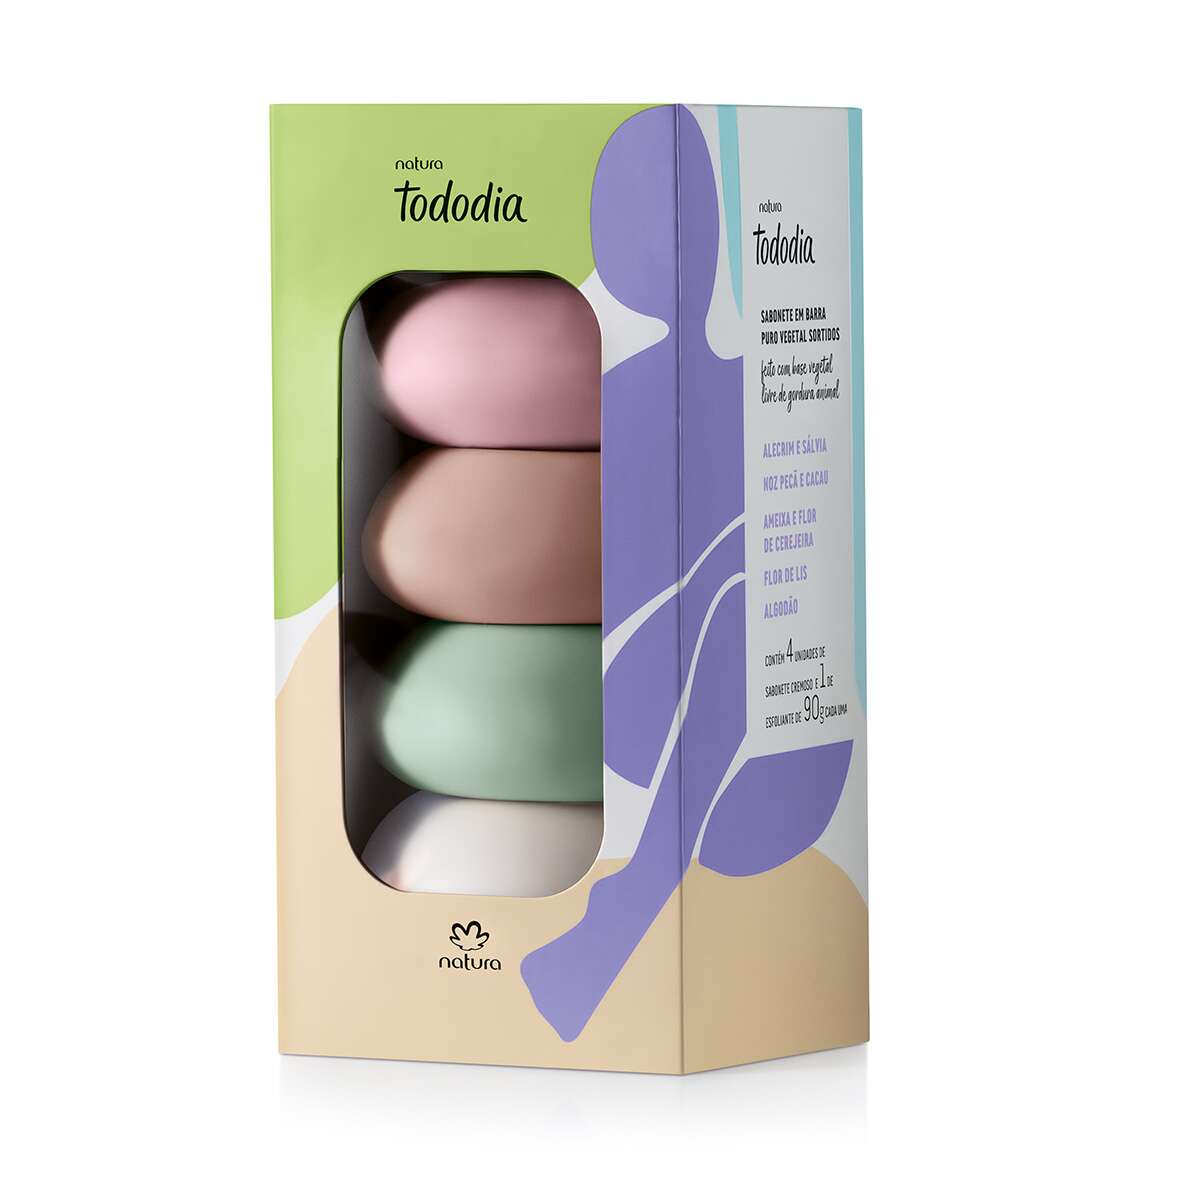 natura
Tododia
natura
natura
Tododia
SABONETE EM BARRA
PURO VEGETAL SORTIDOS
feito com base vegetal
livre de gordura animal
ALECRIM E SÁLVIA
NOZ PECÃ E CACAU
AMEIXA E FLOR
DE CEREJEIRA
FLOR DE LIS
ALGODÃO
CONTÉM 4 UNIDADES DE
SABONETE CREMOSO E 1 DE
ESFOLIANTE DE 90g CADA UMA